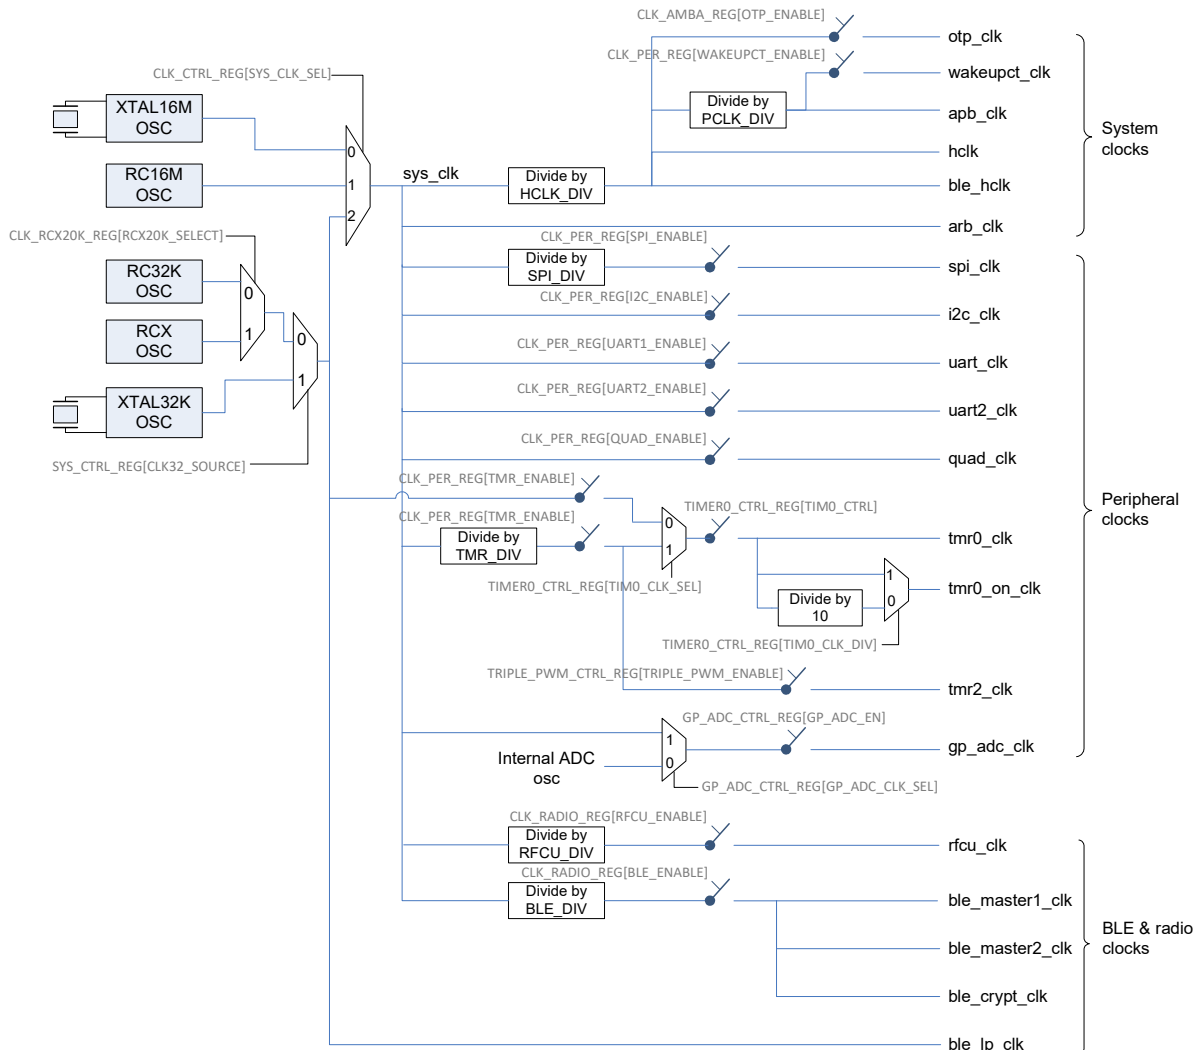 CLK_AMBA_REG[OTP_ENABLE]
otp_clk
CLK_PER_REG[WAKEUPCT_ENABLE]
wakeupct_clk
CLK_CTRL_REG[SYS_CLK_SEL]
XTAL16M
OSC
Divide by
PCLK_DIV
apb_clk
System
clocks
0
hclk
RC16M
OSC
1
sys_clk
Divide by
HCLK_DIV
ble_hclk
2
arb_clk
CLK_RCX20K_REG[RCX20K_SELECT]
CLK_PER_REG[SPI_ENABLE]
RC32K
OSC
0
Divide by
SPI_DIV
spi_clk
CLK_PER_REG[I2C_ENABLE]
i2c_clk
RCX
OSC
1
0
CLK_PER_REG[UART1_ENABLE]
uart_clk
1
XTAL32K
OSC
CLK_PER_REG[UART2_ENABLE]
uart2_clk
CLK_PER_REG[QUAD_ENABLE]
quad_clk
SYS_CTRL_REG[CLK32_SOURCE]
CLK_PER_REG[TMR_ENABLE]
Peripheral
clocks
TIMER0_CTRL_REG[TIM0_CTRL]
CLK_PER_REG[TMR_ENABLE]
0
Divide by
TMR_DIV
1
tmr0_clk
TIMER0_CTRL_REG[TIM0_CLK_SEL]
1
tmr0_on_clk
Divide by
10
0
TIMER0_CTRL_REG[TIM0_CLK_DIV]
TRIPLE_PWM_CTRL_REG[TRIPLE_PWM_ENABLE]
tmr2_clk
GP_ADC_CTRL_REG[GP_ADC_EN]
1
gp_adc_clk
Internal ADC
osc
0
GP_ADC_CTRL_REG[GP_ADC_CLK_SEL]
CLK_RADIO_REG[RFCU_ENABLE]
Divide by
RFCU_DIV
rfcu_clk
CLK_RADIO_REG[BLE_ENABLE]
Divide by
BLE_DIV
ble_master1_clk
BLE & radio
clocks
ble_master2_clk
ble_crypt_clk
ble_lp_clk